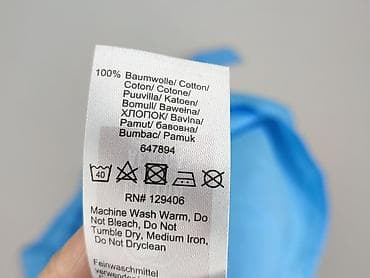 100% Baumwolle/ Cotton/
Coton/ Cotone/
Puuvilla/ Katoen/
Bomull/ Bawełna/
ХЛОПОК/ Bavlna/
Pamut/ бавовна/
Bumbac/ Pamuk
647894
40
RN# 129406
Machine Wash Warm, Do
Not Bleach, Do Not
Tumble Dry, Medium Iron,
Do Not Dryclean
Feinwaschmittel